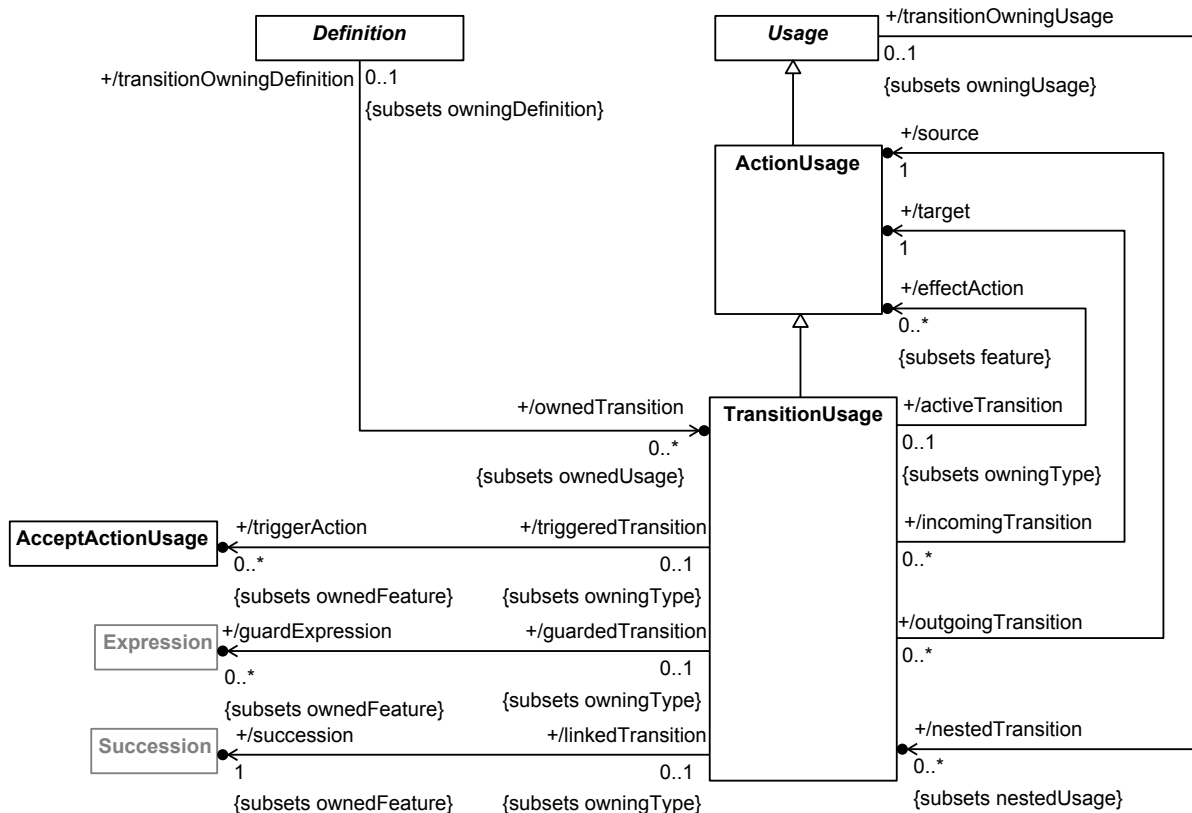 Definition
Usage
+/transitionOwningUsage
0..1
{subsets owningUsage}
+/transitionOwningDefinition
0..1
{subsets owningDefinition}
ActionUsage
+/source
1
+/target
1
+/effectAction
0..*
{subsets feature}
+/ownedTransition
0..*
{subsets ownedUsage}
TransitionUsage
+/activeTransition
0..1
{subsets owningType}
AcceptActionUsage
+/triggerAction
0..*
{subsets ownedFeature}
+/triggeredTransition
0..1
{subsets owningType}
+/incomingTransition
0..*
Expression
+/guardExpression
0..*
{subsets ownedFeature}
+/guardedTransition
0..1
{subsets owningType}
+/outgoingTransition
0..*
Succession
+/succession
1
{subsets ownedFeature}
+/linkedTransition
0..1
{subsets owningType}
+/nestedTransition
0..*
{subsets nestedUsage}